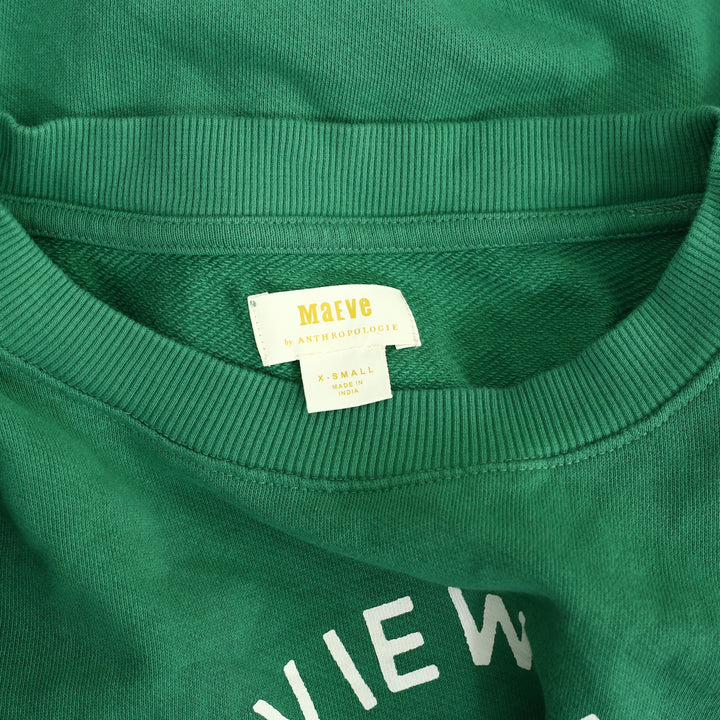 MaEVe
by ANTHROPOLOGIE
X-SMALL
MADE IN
INDIA
VIEW